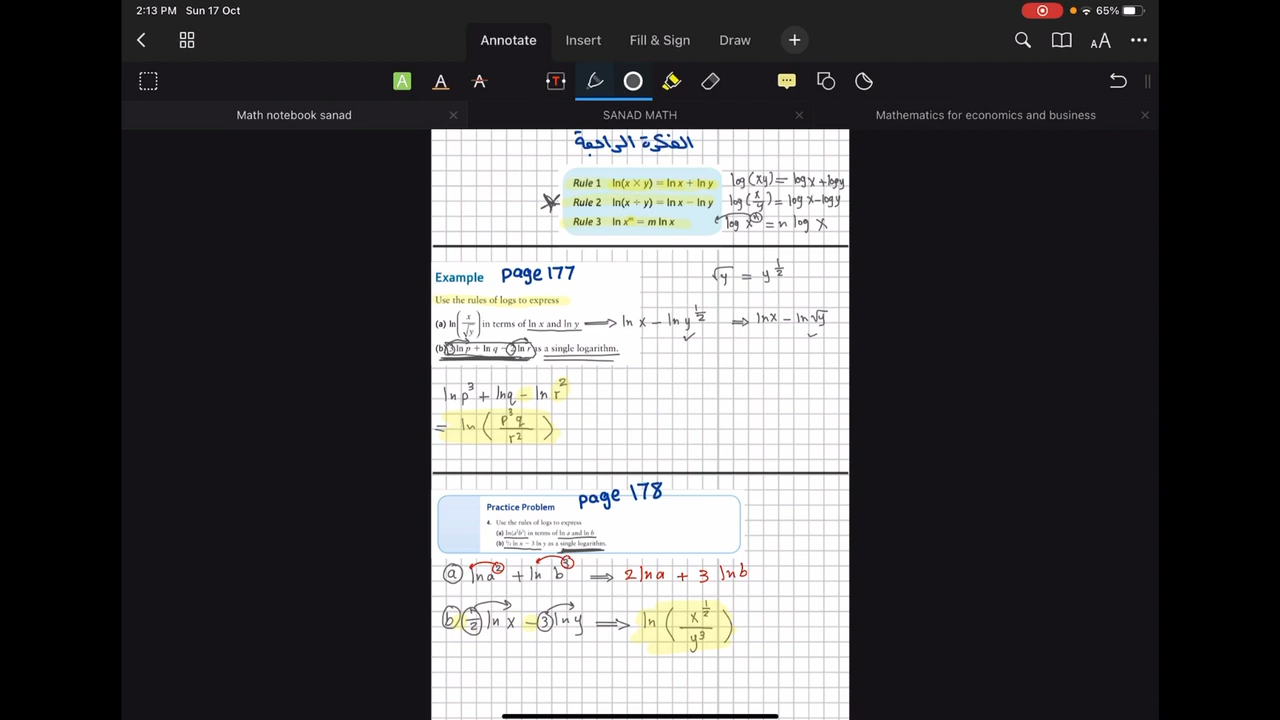 2:13 PM Sun 17 Oct
65%
Annotate Insert Fill & Sign Draw
Math notebook sanad
SANAD MATH
Mathematics for economics and business
الفكرة الرابعة
Rule 1 ln(x × y) = ln x + ln y
log(xy) = log x + log y
Rule 2 ln(x ÷ y) = ln x − ln y
log(x/y) = log x − log y
Rule 3 ln xᵐ = m ln x
log xⁿ = n log x
Example page 177
√y = y^½
Use the rules of logs to express
(a) ln(x/√y) in terms of ln x and ln y → ln x − ln y^½ ⇒ ln x − ln √y
(b) 3 ln p + ln q − 2 ln r as a single logarithm.
ln p³ + ln q − ln r²
= ln (p³q/r²)
page 178
Practice Problem
4. Use the rules of logs to express
(a) ln(a²b³) in terms of ln a and ln b
(b) ½ ln x − 3 ln y as a single logarithm.
a ln a² + ln b³ ⇒ 2 ln a + 3 ln b
b ½ ln x − 3 ln y ⇒ ln (x^½/y³)